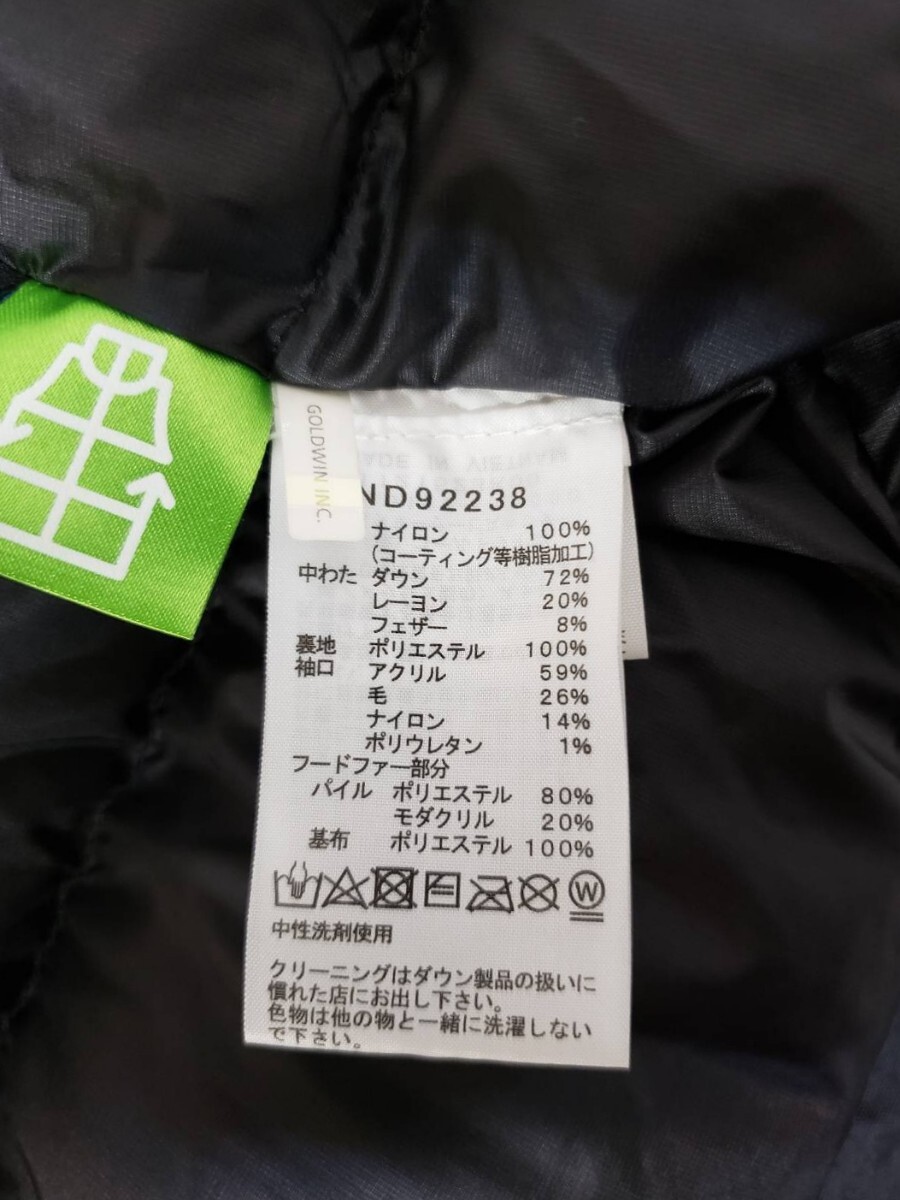 GOLDWIN INC.
ND92238
ナイロン 100%
(コーティング等樹脂加工)
中わた ダウン 72%
レーヨン 20%
フェザー 8%
裏地 ポリエステル 100%
袖口 アクリル 59%
毛 26%
ナイロン 14%
ポリウレタン 1%
フードファー部分
パイル ポリエステル 80%
モダクリル 20%
基布 ポリエステル 100%
W
中性洗剤使用
クリーニングはダウン製品の扱いに
慣れた店にお出し下さい。
色物は他の物と一緒に洗濯しない
で下さい。